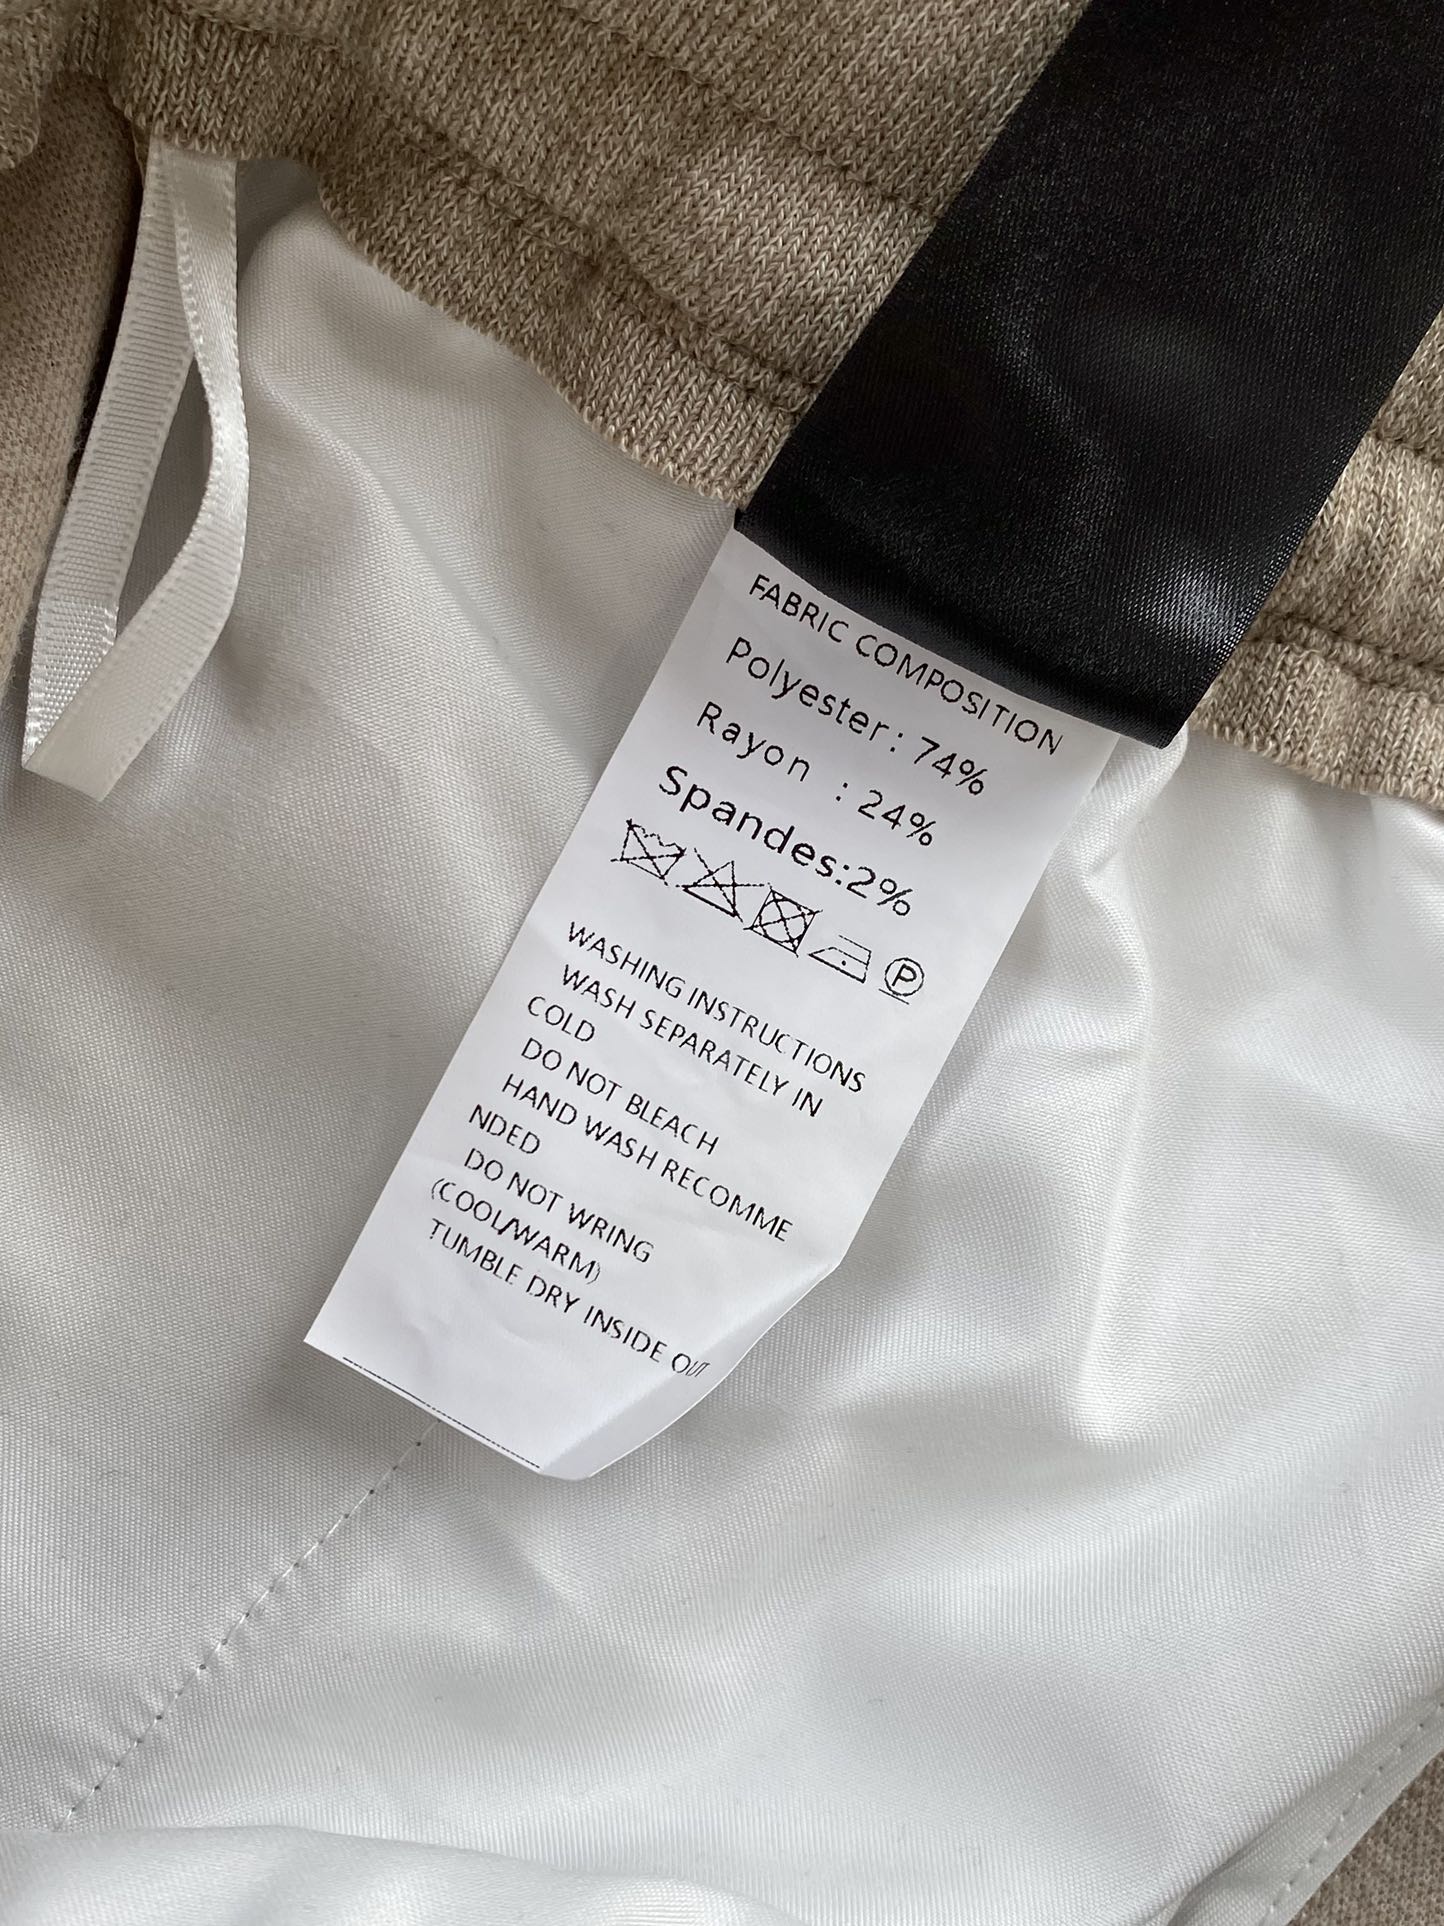 FABRIC COMPOSITION
Polyester: 74%
Rayon : 24%
Spandes:2%
P
WASHING INSTRUCTIONS
WASH SEPARATELY IN
COLD
DO NOT BLEACH
HAND WASH RECOMME
NDED
DO NOT WRING
(COOL/WARM)
TUMBLE DRY INSIDE OUT